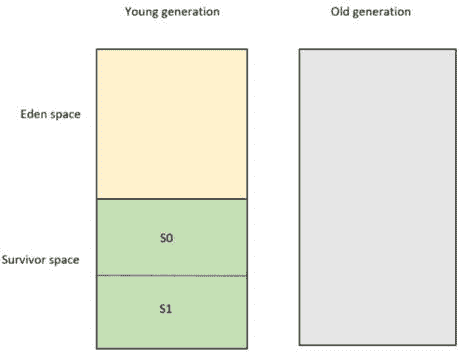 Young generation
Old generation
Eden space
S0
Survivor space
S1